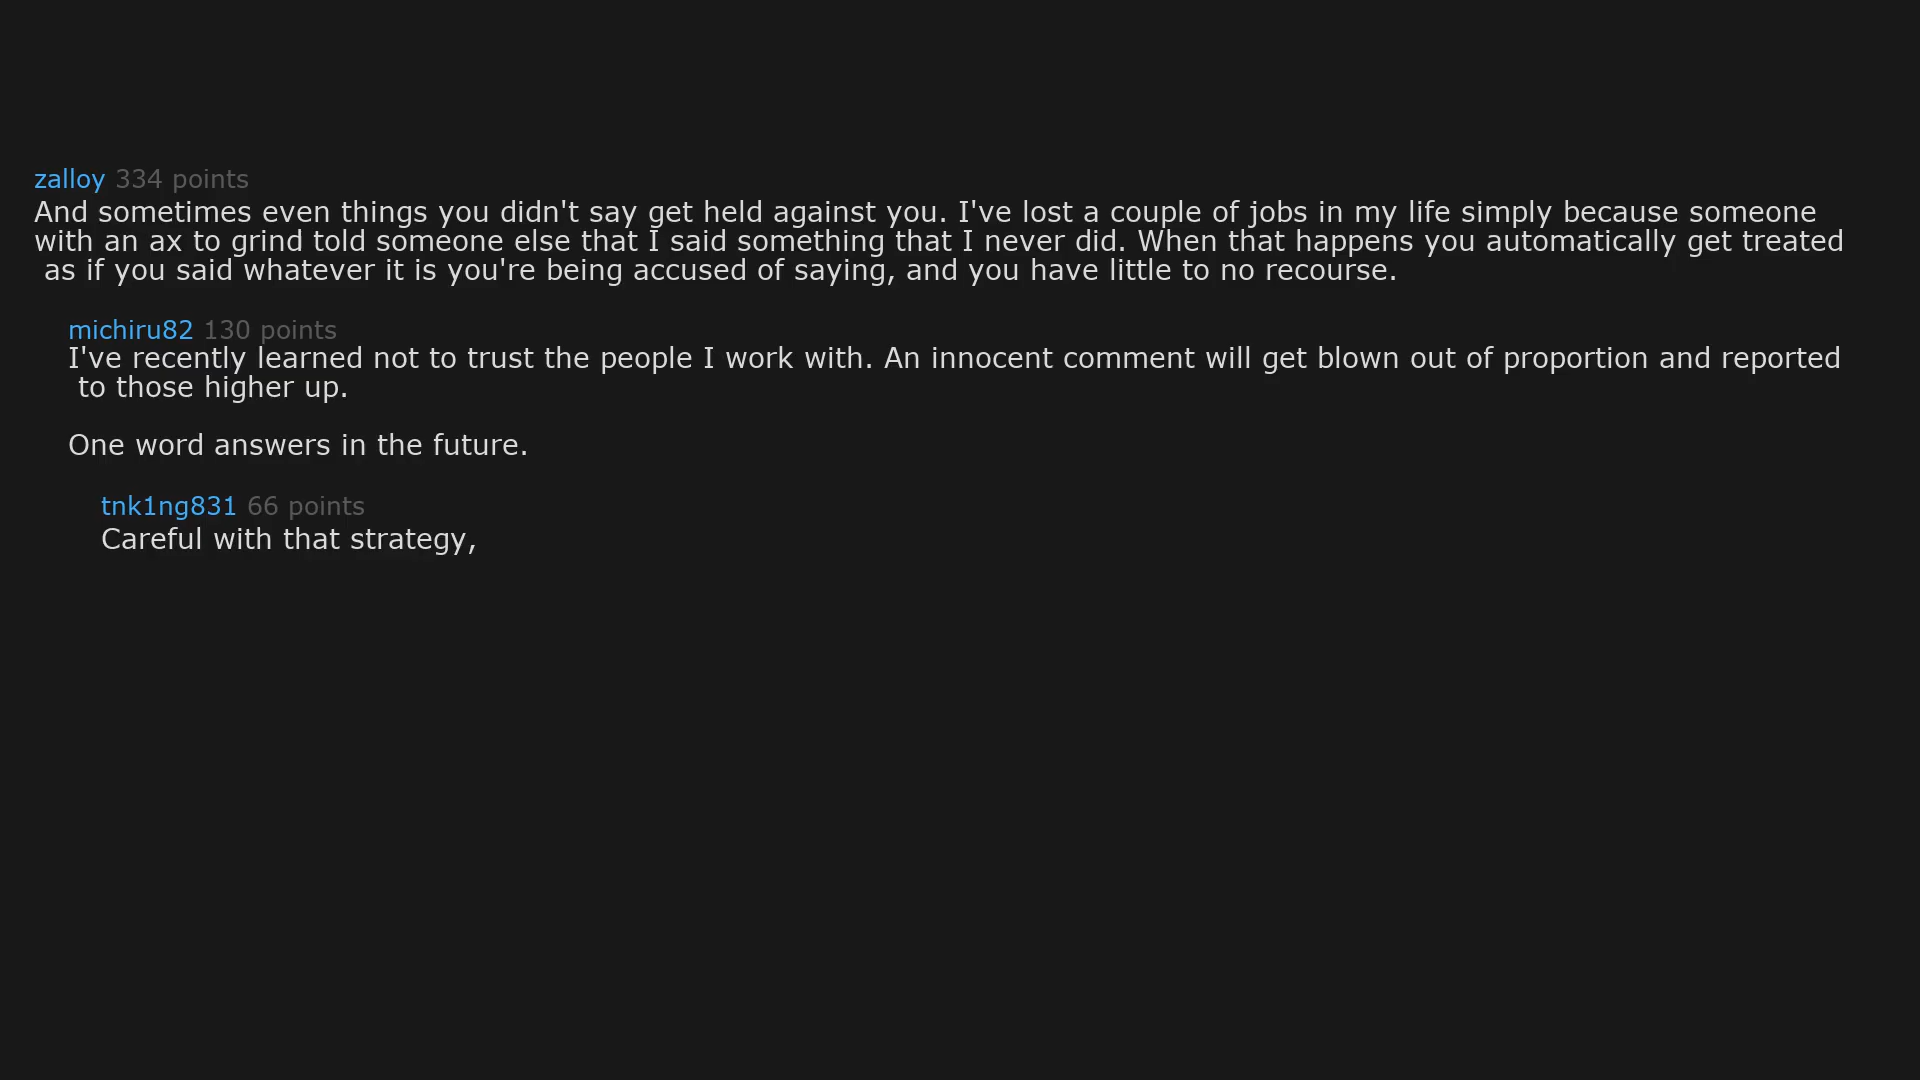 zalloy 334 points
And sometimes even things you didn't say get held against you. I've lost a couple of jobs in my life simply because someone
with an ax to grind told someone else that I said something that I never did. When that happens you automatically get treated
as if you said whatever it is you're being accused of saying, and you have little to no recourse.
michiru82 130 points
I've recently learned not to trust the people I work with. An innocent comment will get blown out of proportion and reported
to those higher up.
One word answers in the future.
tnk1ng831 66 points
Careful with that strategy,